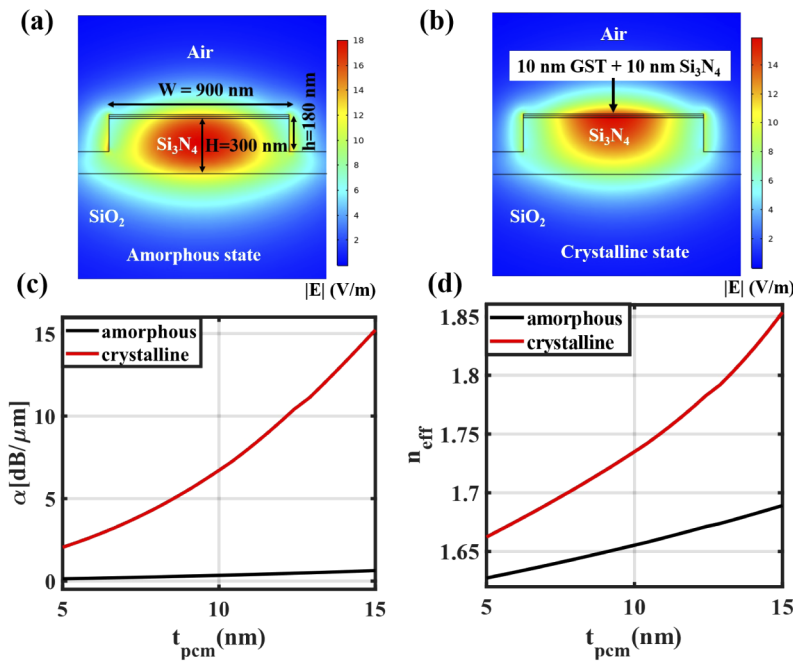 (a)
Air
W = 900 nm
Si₃N₄
H=300 nm
h=180 nm
SiO₂
Amorphous state
18
16
14
12
10
8
6
4
2
|E| (V/m)
(b)
Air
10 nm GST + 10 nm Si₃N₄
Si₃N₄
SiO₂
Crystalline state
14
12
10
8
6
4
2
|E| (V/m)
(c)
amorphous
crystalline
α[dB/μm]
15
10
5
0
5
10
15
t_pcm(nm)
(d)
amorphous
crystalline
n_eff
1.85
1.8
1.75
1.7
1.65
5
10
15
t_pcm(nm)